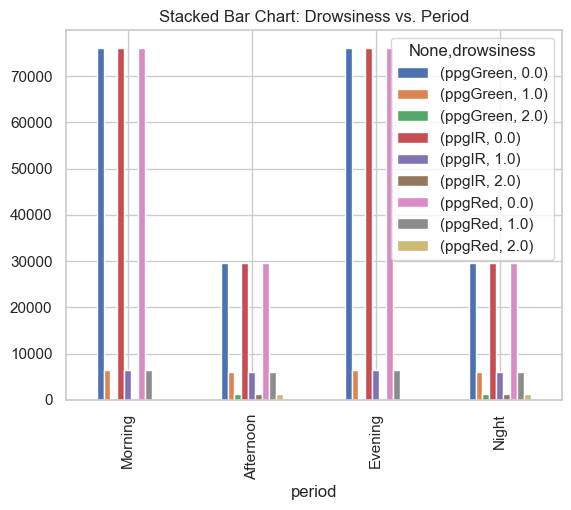 Stacked Bar Chart: Drowsiness vs. Period
None,drowsiness
(ppgGreen, 0.0)
(ppgGreen, 1.0)
(ppgGreen, 2.0)
(ppgIR, 0.0)
(ppgIR, 1.0)
(ppgIR, 2.0)
(ppgRed, 0.0)
(ppgRed, 1.0)
(ppgRed, 2.0)
70000
60000
50000
40000
30000
20000
10000
0
Morning
Afternoon
Evening
Night
period